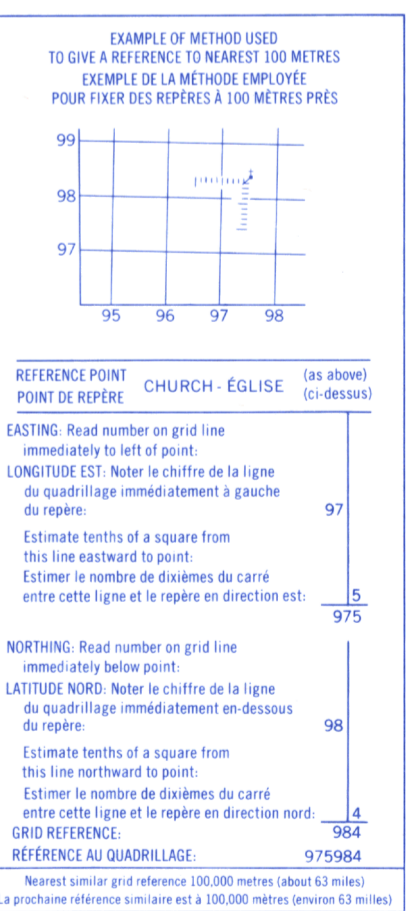 EXAMPLE OF METHOD USED
TO GIVE A REFERENCE TO NEAREST 100 METRES
EXEMPLE DE LA MÉTHODE EMPLOYÉE
POUR FIXER DES REPÈRES À 100 MÈTRES PRÈS
99
98
97
95 96 97 98
REFERENCE POINT
POINT DE REPÈRE
CHURCH - ÉGLISE
(as above)
(ci-dessus)
EASTING: Read number on grid line
immediately to left of point:
LONGITUDE EST: Noter le chiffre de la ligne
du quadrillage immédiatement à gauche
du repère: 97
Estimate tenths of a square from
this line eastward to point:
Estimer le nombre de dixièmes du carré
entre cette ligne et le repère en direction est: 5
975
NORTHING: Read number on grid line
immediately below point:
LATITUDE NORD: Noter le chiffre de la ligne
du quadrillage immédiatement en-dessous
du repère: 98
Estimate tenths of a square from
this line northward to point:
Estimer le nombre de dixièmes du carré
entre cette ligne et le repère en direction nord: 4
GRID REFERENCE: 984
RÉFÉRENCE AU QUADRILLAGE: 975984
Nearest similar grid reference 100,000 metres (about 63 miles)
La prochaine référence similaire est à 100,000 mètres (environ 63 milles)